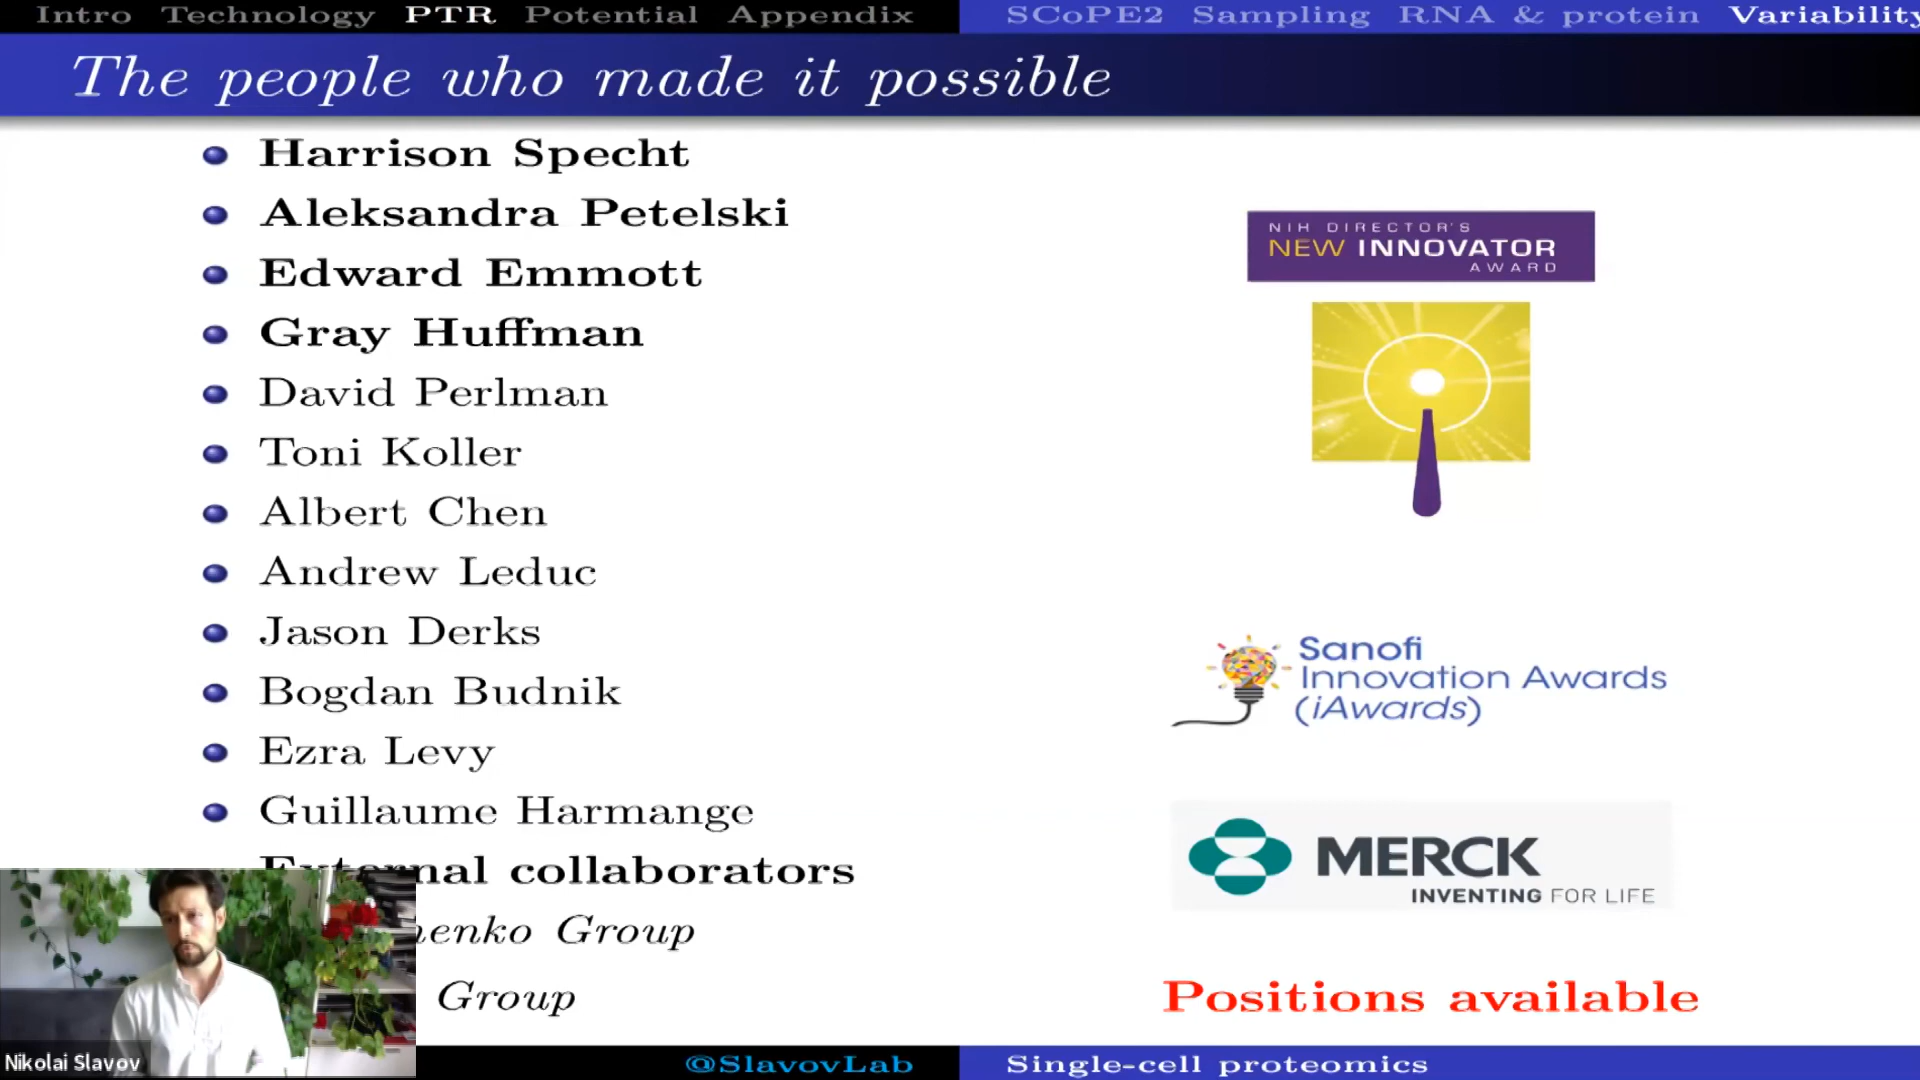 Intro Technology PTR Potential Appendix SCoPE2 Sampling RNA & protein Variability
The people who made it possible
Harrison Specht
Aleksandra Petelski
Edward Emmott
Gray Huffman
David Perlman
Toni Koller
Albert Chen
Andrew Leduc
Jason Derks
Bogdan Budnik
Ezra Levy
Guillaume Harmange
External collaborators
Group
Group
NIH DIRECTOR'S
NEW INNOVATOR
AWARD
Sanofi
Innovation Awards
(iAwards)
MERCK
INVENTING FOR LIFE
Positions available
Nikolai Slavov
@SlavovLab Single-cell proteomics